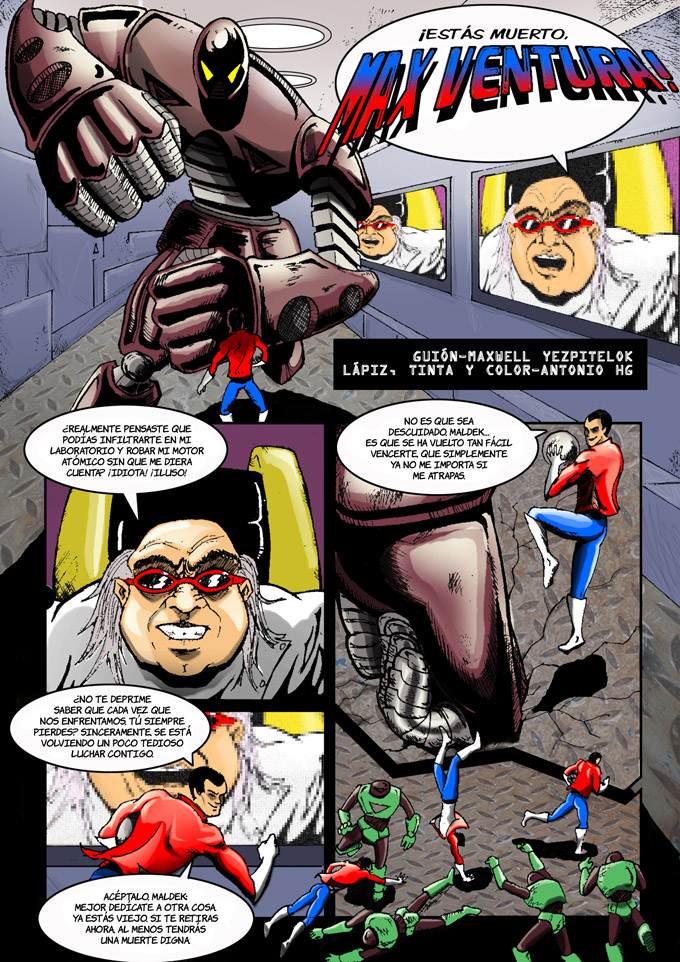 ¡ESTÁS MUERTO,
MAX VENTURA!
GUIÓN-MAXWELL YEZPITELOK
LÁPIZ, TINTA Y COLOR-ANTONIO HG
¿REALMENTE PENSASTE QUE
PODÍAS INFILTRARTE EN MI
LABORATORIO Y ROBAR MI MOTOR
ATÓMICO SIN QUE ME DIERA
CUENTA? ¡IDIOTA! ¡ILUSO!
NO ES QUE SEA
DESCUIDADO, MALDEK...
ES QUE SE HA VUELTO TAN FÁCIL
VENCERTE, QUE SIMPLEMENTE
YA NO ME IMPORTA SI
ME ATRAPAS.
¿NO TE DEPRIME
SABER QUE CADA VEZ QUE
NOS ENFRENTAMOS, TÚ SIEMPRE
PIERDES? SINCERAMENTE, SE ESTÁ
VOLVIENDO UN POCO TEDIOSO
LUCHAR CONTIGO.
ACÉPTALO, MALDEK:
MEJOR DEDÍCATE A OTRA COSA
YA ESTÁS VIEJO. SI TE RETIRAS
AHORA, AL MENOS TENDRÁS
UNA MUERTE DIGNA.